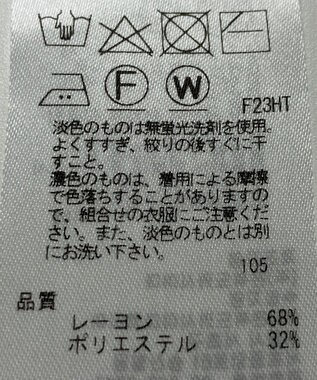 F W
F23HT
淡色のものは無蛍光洗剤を使用。
よくすすぎ、絞りの後すぐに干
すこと。
濃色のものは、着用による摩擦
で色落ちすることがありますの
で、組合せの衣服にご注意くだ
さい。また、淡色のものとは別
にお洗い下さい。
105
品質
レーヨン 68%
ポリエステル 32%